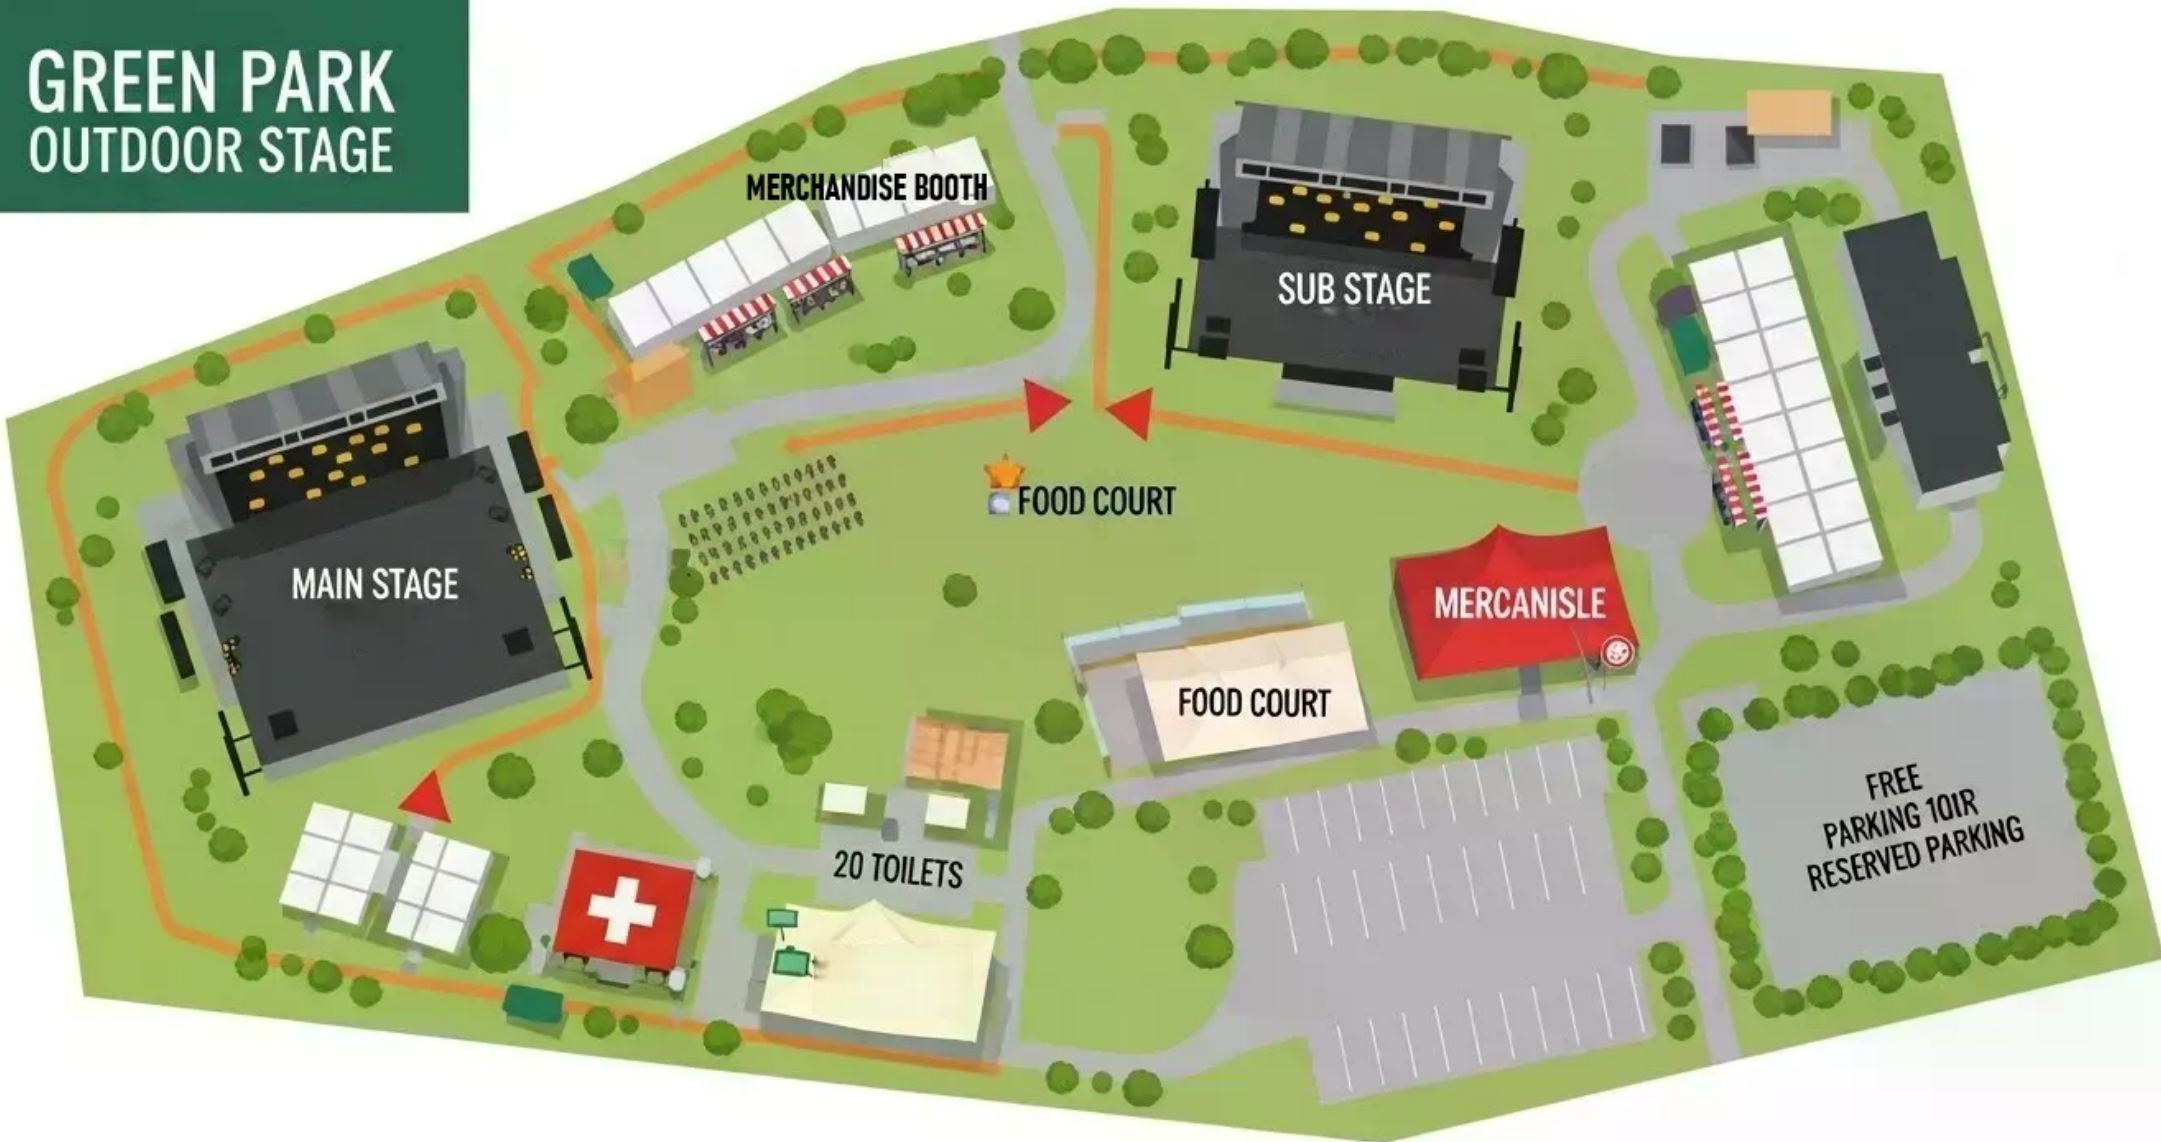 GREEN PARK
OUTDOOR STAGE
MERCHANDISE BOOTH
SUB STAGE
FOOD COURT
MAIN STAGE
MERCANISLE
FOOD COURT
FREE
PARKING 10IR
RESERVED PARKING
20 TOILETS